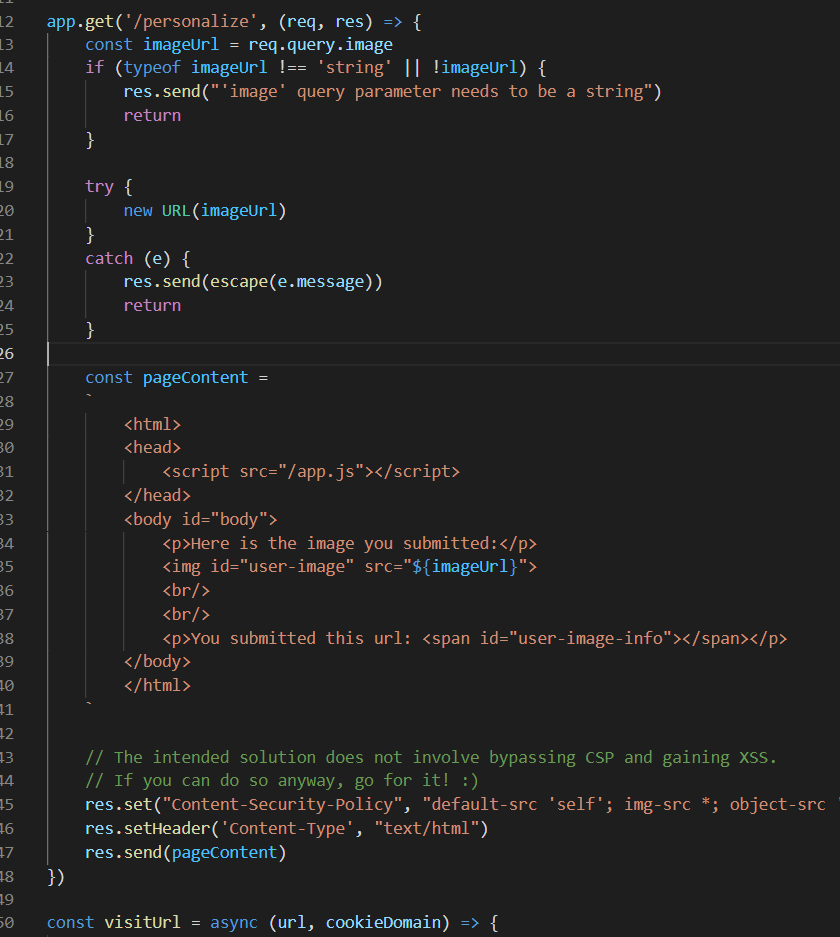 12 app.get('/personalize', (req, res) => {
13     const imageUrl = req.query.image
14     if (typeof imageUrl !== 'string' || !imageUrl) {
15         res.send("'image' query parameter needs to be a string")
16         return
17     }
18
19     try {
20         new URL(imageUrl)
21     }
22     catch (e) {
23         res.send(escape(e.message))
24         return
25     }
26
27     const pageContent =
28     `
29         <html>
30         <head>
31             <script src="/app.js"></script>
32         </head>
33         <body id="body">
34             <p>Here is the image you submitted:</p>
35             <img id="user-image" src="${imageUrl}">
36             <br/>
37             <br/>
38             <p>You submitted this url: <span id="user-image-info"></span></p>
39         </body>
40         </html>
41     `
42
43     // The intended solution does not involve bypassing CSP and gaining XSS.
44     // If you can do so anyway, go for it! :)
45     res.set("Content-Security-Policy", "default-src 'self'; img-src *; object-src '
46     res.setHeader('Content-Type', "text/html")
47     res.send(pageContent)
48 })
49
50 const visitUrl = async (url, cookieDomain) => {